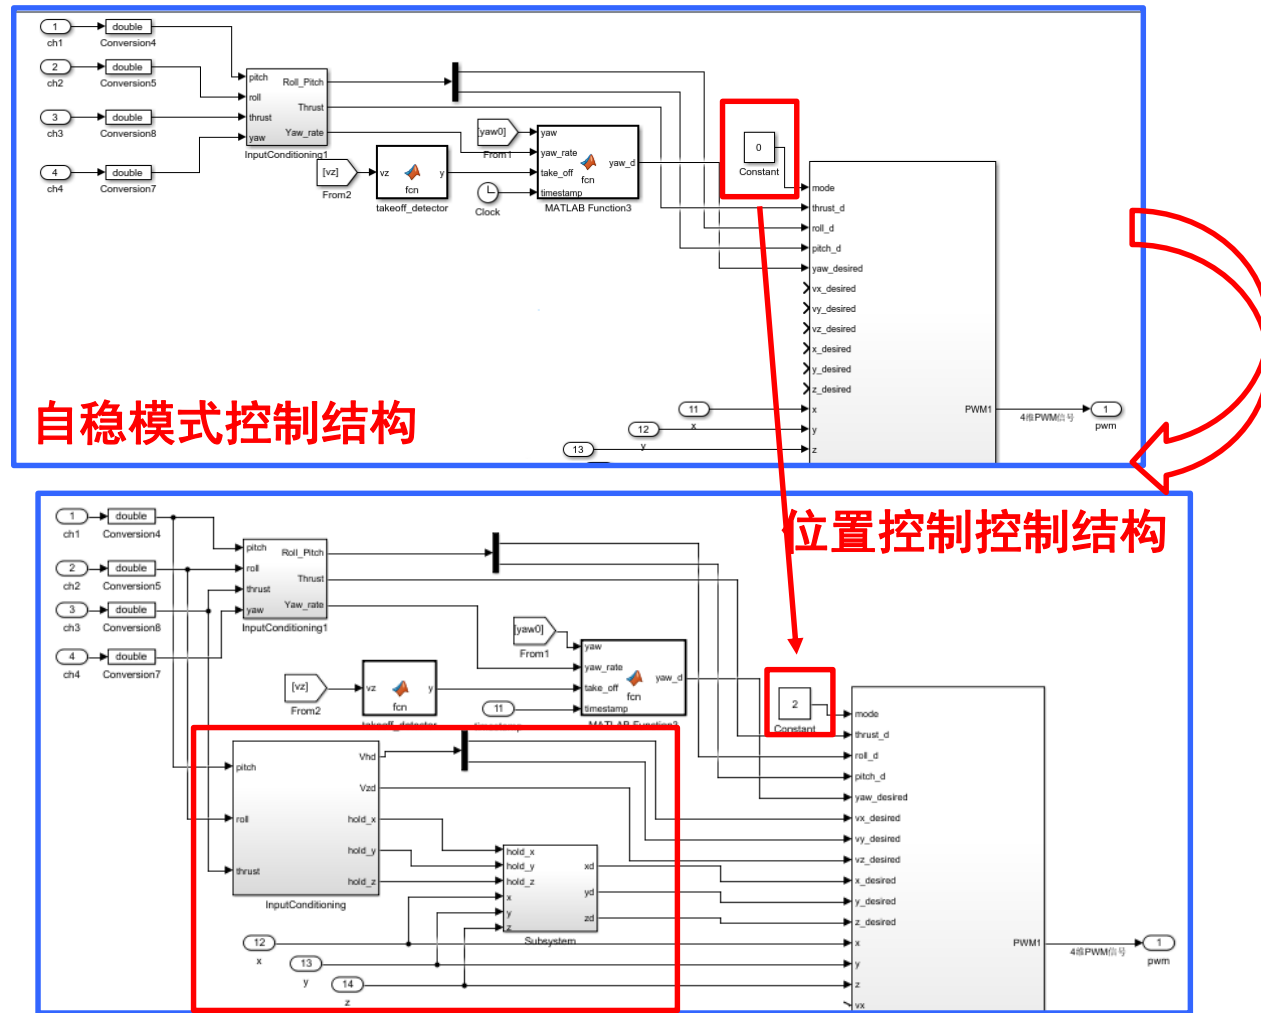 1
double
ch1
Conversion4
2
double
ch2
Conversion5
3
double
ch3
Conversion8
4
double
ch4
Conversion7
pitch
roll
thrust
yaw
Roll_Pitch
Thrust
Yaw_rate
InputConditioning1
[vz]
From2
vz
fcn
y
takeoff_detector
[yaw0]
From1
Clock
yaw
yaw_rate
take_off
timestamp
fcn
yaw_d
MATLAB Function3
0
Constant
mode
thrust_d
roll_d
pitch_d
yaw_desired
vx_desired
vy_desired
vz_desired
x_desired
y_desired
z_desired
x
y
z
PWM1
4维PWM信号
1
pwm
11
x
12
y
13
自稳模式控制结构
位置控制控制结构
1
double
ch1
Conversion4
2
double
ch2
Conversion5
3
double
ch3
Conversion8
4
double
ch4
Conversion7
pitch
roll
thrust
yaw
Roll_Pitch
Thrust
Yaw_rate
InputConditioning1
[vz]
From2
vz
fcn
y
takeoff_detector
[yaw0]
From1
11
timestamp
yaw
yaw_rate
take_off
timestamp
fcn
yaw_d
MATLAB Function3
2
Constant
pitch
roll
thrust
Vhd
Vzd
hold_x
hold_y
hold_z
InputConditioning
hold_x
hold_y
hold_z
x
y
z
xd
yd
zd
Subsystem
12
x
13
y
14
z
mode
thrust_d
roll_d
pitch_d
yaw_desired
vx_desired
vy_desired
vz_desired
x_desired
y_desired
z_desired
x
y
z
vx
PWM1
4维PWM信号
1
pwm